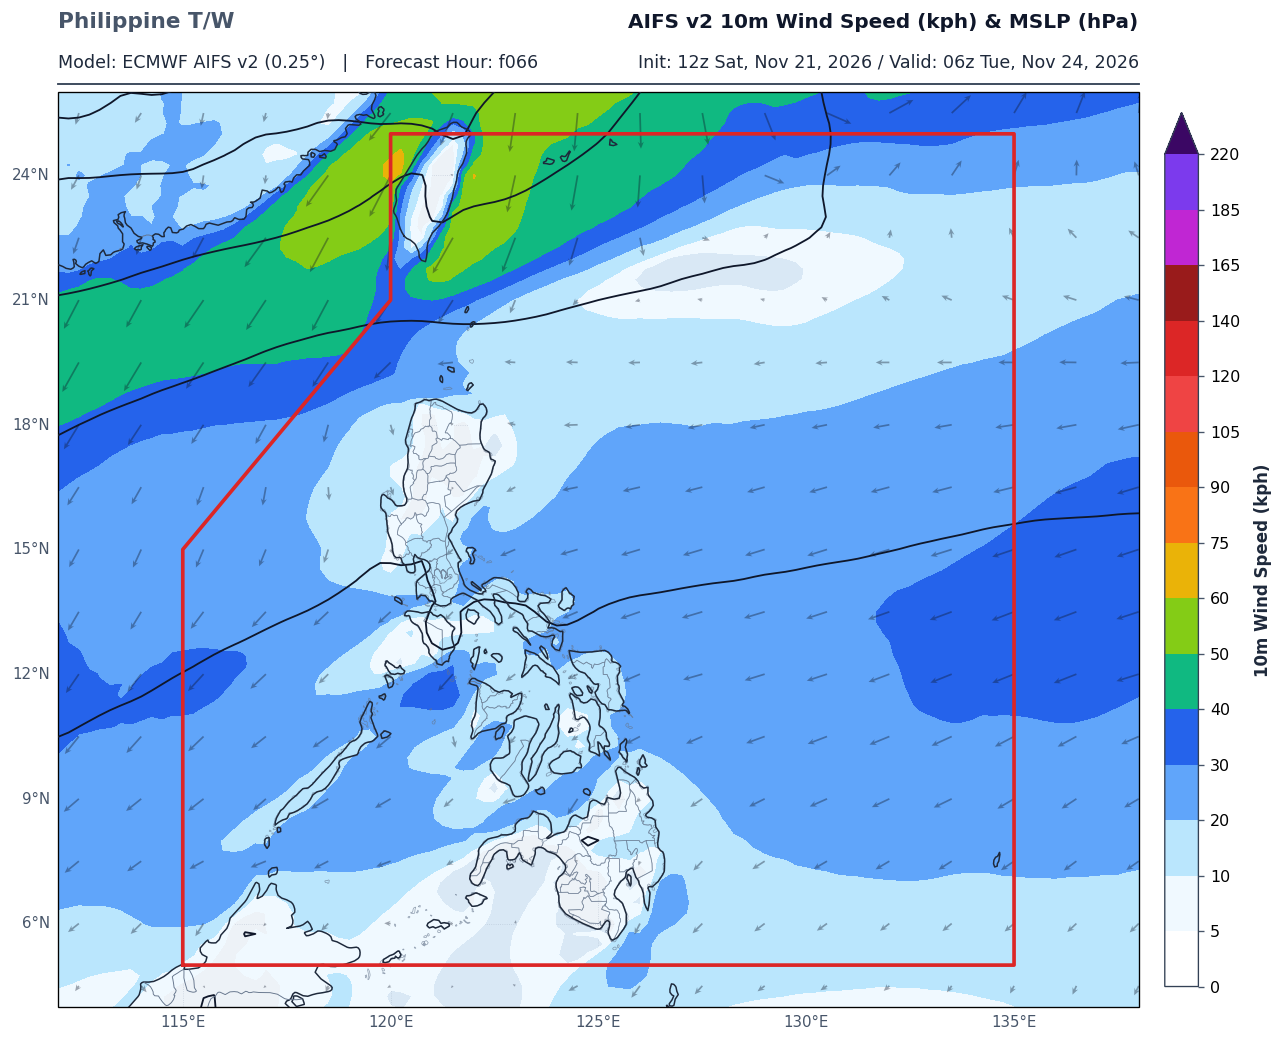 Philippine T/W
AIFS v2 10m Wind Speed (kph) & MSLP (hPa)
Model: ECMWF AIFS v2 (0.25°) | Forecast Hour: f066
Init: 12z Sat, Nov 21, 2026 / Valid: 06z Tue, Nov 24, 2026
24°N
21°N
18°N
15°N
12°N
9°N
6°N
115°E
120°E
125°E
130°E
135°E
220
185
165
140
120
105
90
75
60
50
40
30
20
10
5
0
10m Wind Speed (kph)